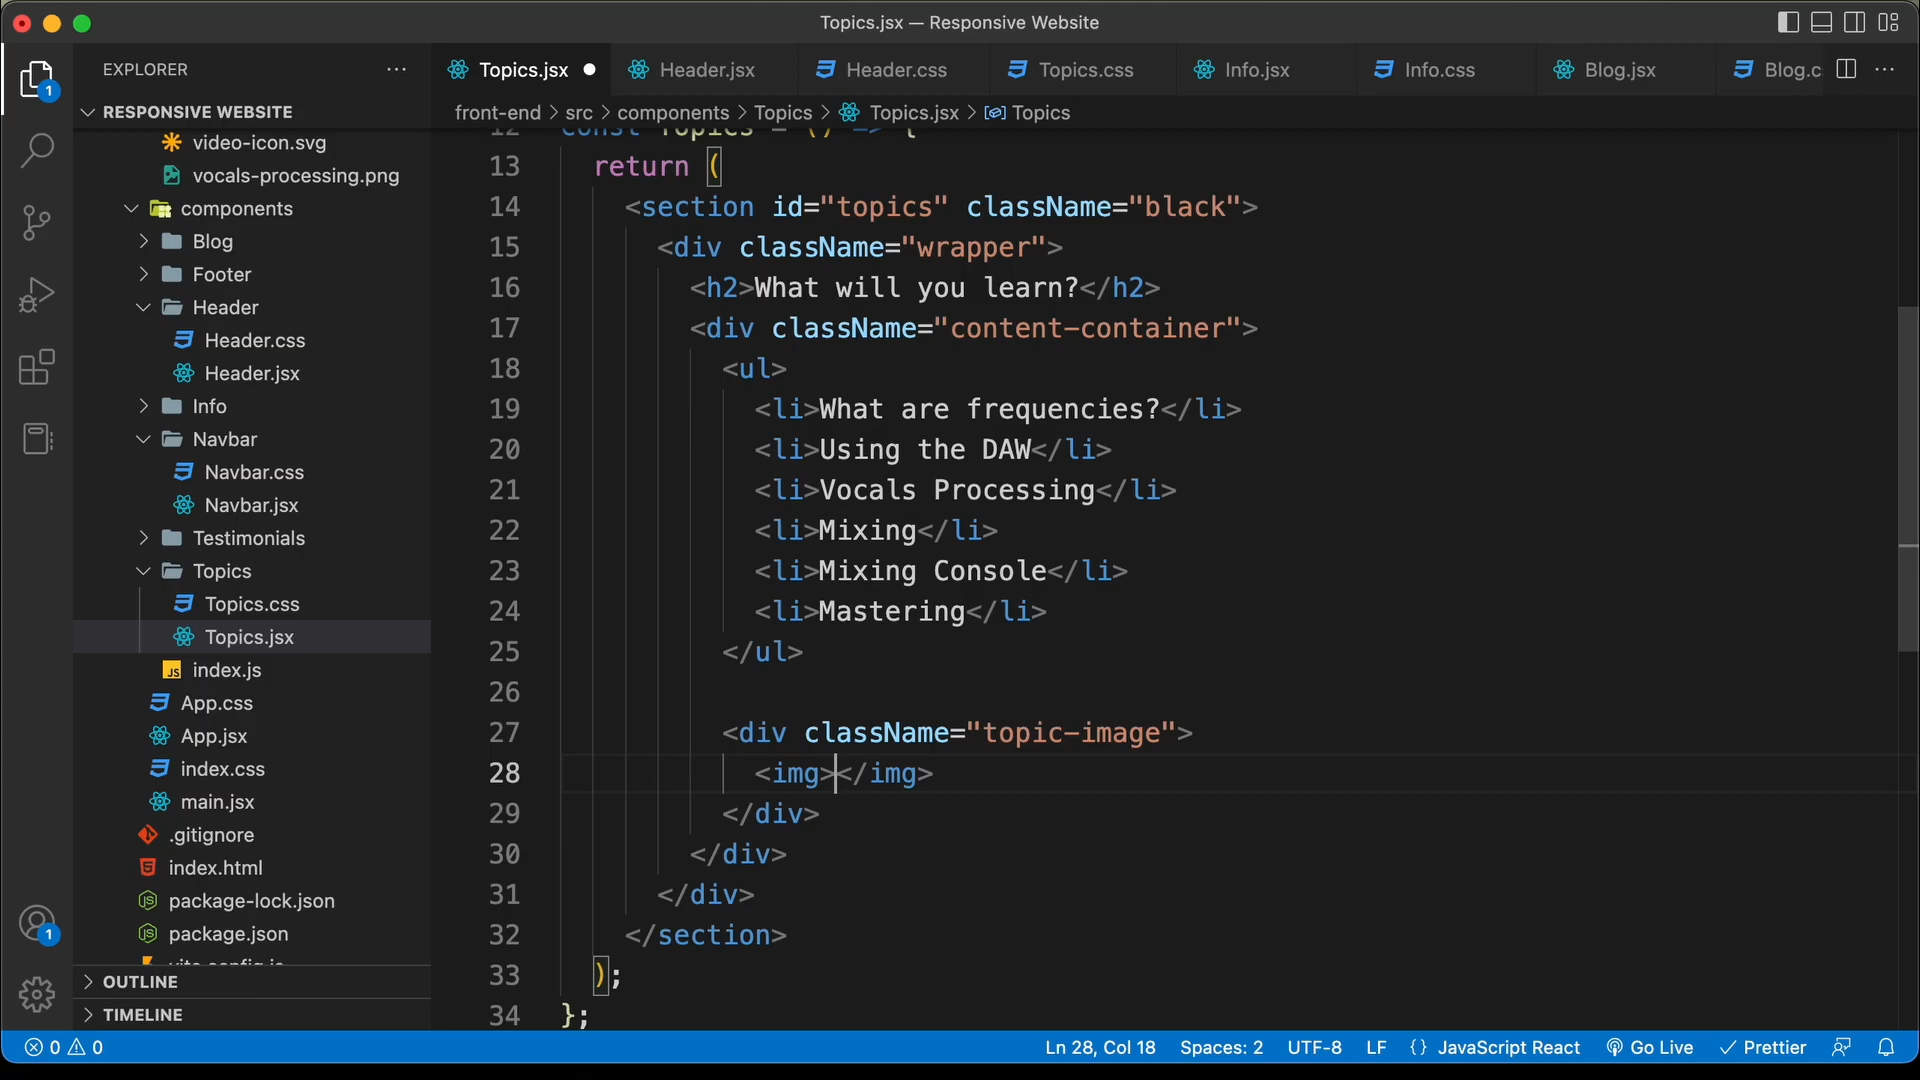 Topics.jsx — Responsive Website
EXPLORER
RESPONSIVE WEBSITE
video-icon.svg
vocals-processing.png
components
Blog
Footer
Header
Header.css
Header.jsx
Info
Navbar
Navbar.css
Navbar.jsx
Testimonials
Topics
Topics.css
Topics.jsx
index.js
App.css
App.jsx
index.css
main.jsx
.gitignore
index.html
package-lock.json
package.json
OUTLINE
TIMELINE
1
1
Topics.jsx
Header.jsx
Header.css
Topics.css
Info.jsx
Info.css
Blog.jsx
Blog.c
front-end > src > components > Topics > Topics.jsx > Topics
12 const Topics = () => {
13 return (
14 <section id="topics" className="black">
15 <div className="wrapper">
16 <h2>What will you learn?</h2>
17 <div className="content-container">
18 <ul>
19 <li>What are frequencies?</li>
20 <li>Using the DAW</li>
21 <li>Vocals Processing</li>
22 <li>Mixing</li>
23 <li>Mixing Console</li>
24 <li>Mastering</li>
25 </ul>
26
27 <div className="topic-image">
28 <img></img>
29 </div>
30 </div>
31 </div>
32 </section>
33 );
34 };
0 0 Ln 28, Col 18 Spaces: 2 UTF-8 LF {} JavaScript React Go Live Prettier